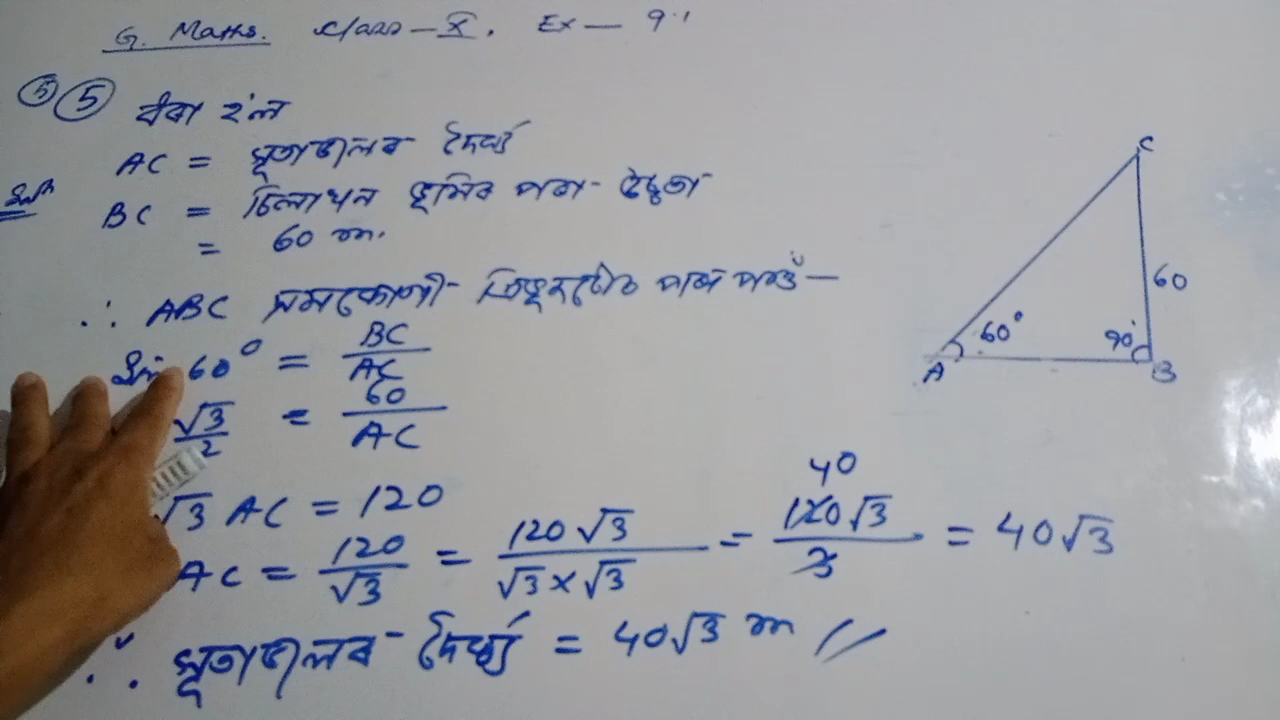 G. Maths. Class – X. Ex – 9.1
5 ধৰা হ'ল
AC = সূতাডালৰ দৈৰ্ঘ্য
Soln
BC = চিলাখন ভূমিৰ পৰা উচ্চতা
= 60 m.
∴ ABC সমকোণী ত্ৰিভূজটোৰ পৰা পাওঁ –
Sin 60° = BC/AC
√3/2 = 60/AC
√3 AC = 120
AC = 120/√3 = 120√3/√3×√3 = 120√3/3 = 40√3
40
∴ সূতাডালৰ দৈৰ্ঘ্য = 40√3 m //
C
60
60°
90°
A
B